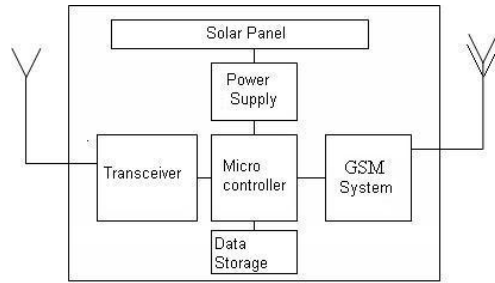 Solar Panel
Power
Supply
Transceiver
Micro
controller
GSM
System
Data
Storage